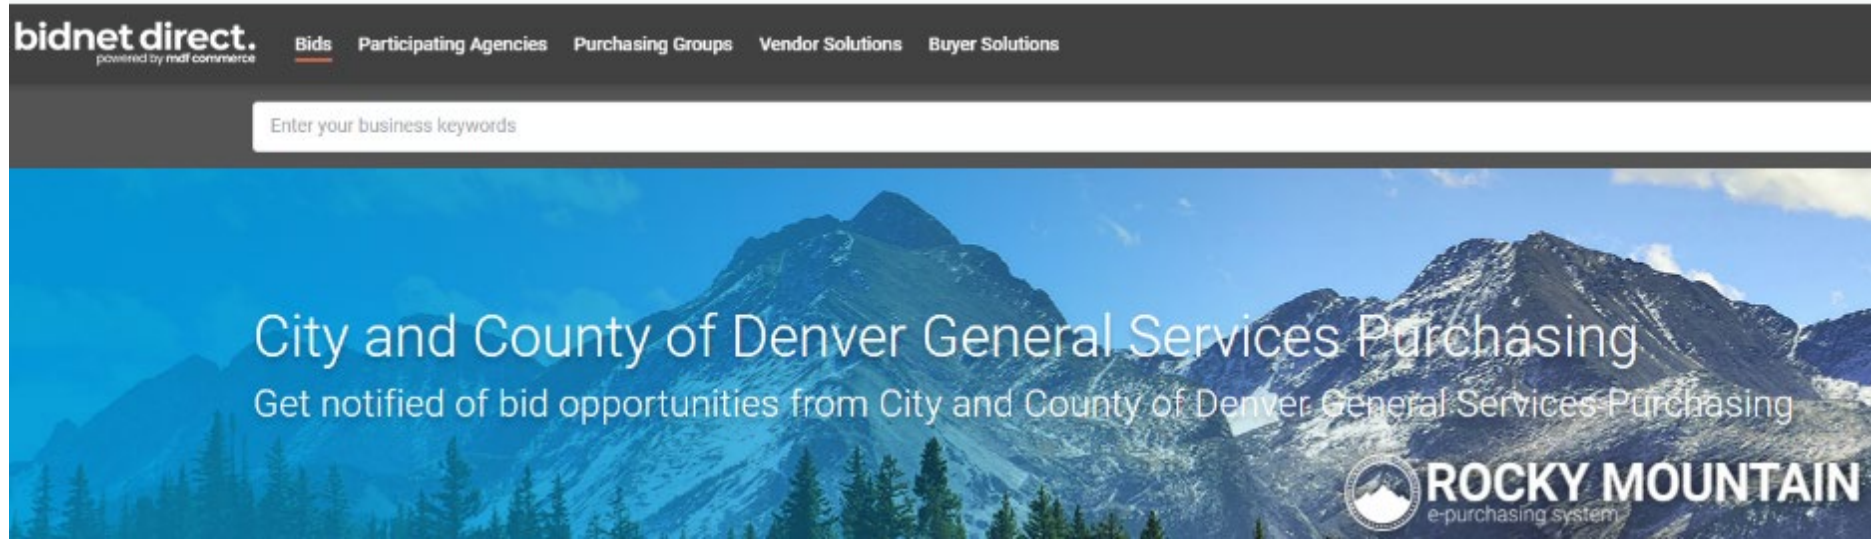 bidnet direct.
powered by mdf commerce
Bids Participating Agencies Purchasing Groups Vendor Solutions Buyer Solutions
Enter your business keywords
City and County of Denver General Services Purchasing
Get notified of bid opportunities from City and County of Denver General Services Purchasing
ROCKY MOUNTAIN
e-purchasing system